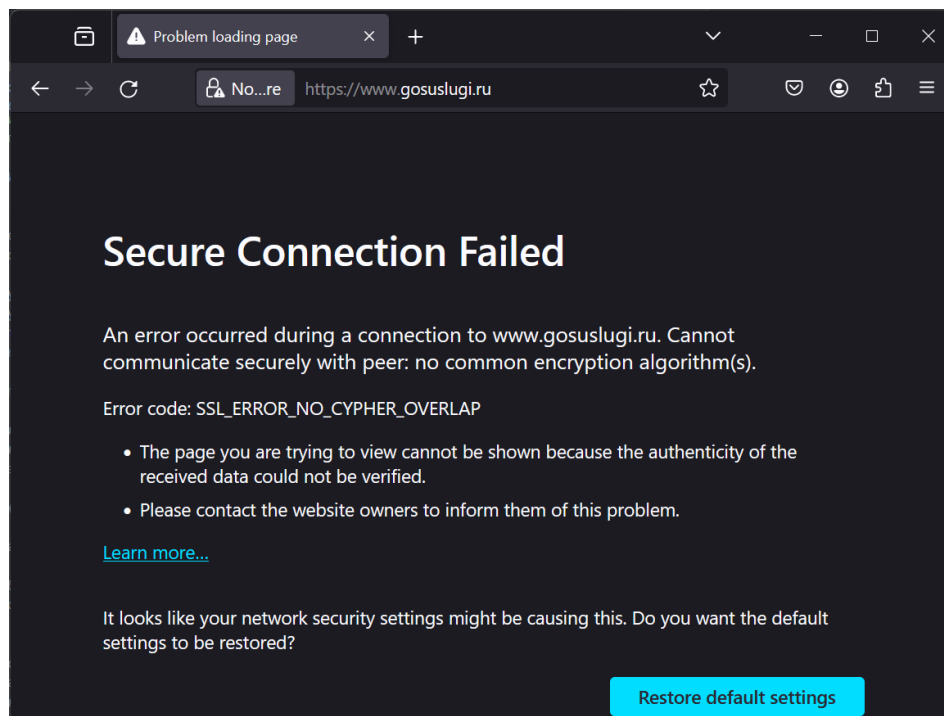 Problem loading page
No...re https://www.gosuslugi.ru
Secure Connection Failed
An error occurred during a connection to www.gosuslugi.ru. Cannot
communicate securely with peer: no common encryption algorithm(s).
Error code: SSL_ERROR_NO_CYPHER_OVERLAP
• The page you are trying to view cannot be shown because the authenticity of the
received data could not be verified.
• Please contact the website owners to inform them of this problem.
Learn more...
It looks like your network security settings might be causing this. Do you want the default
settings to be restored?
Restore default settings